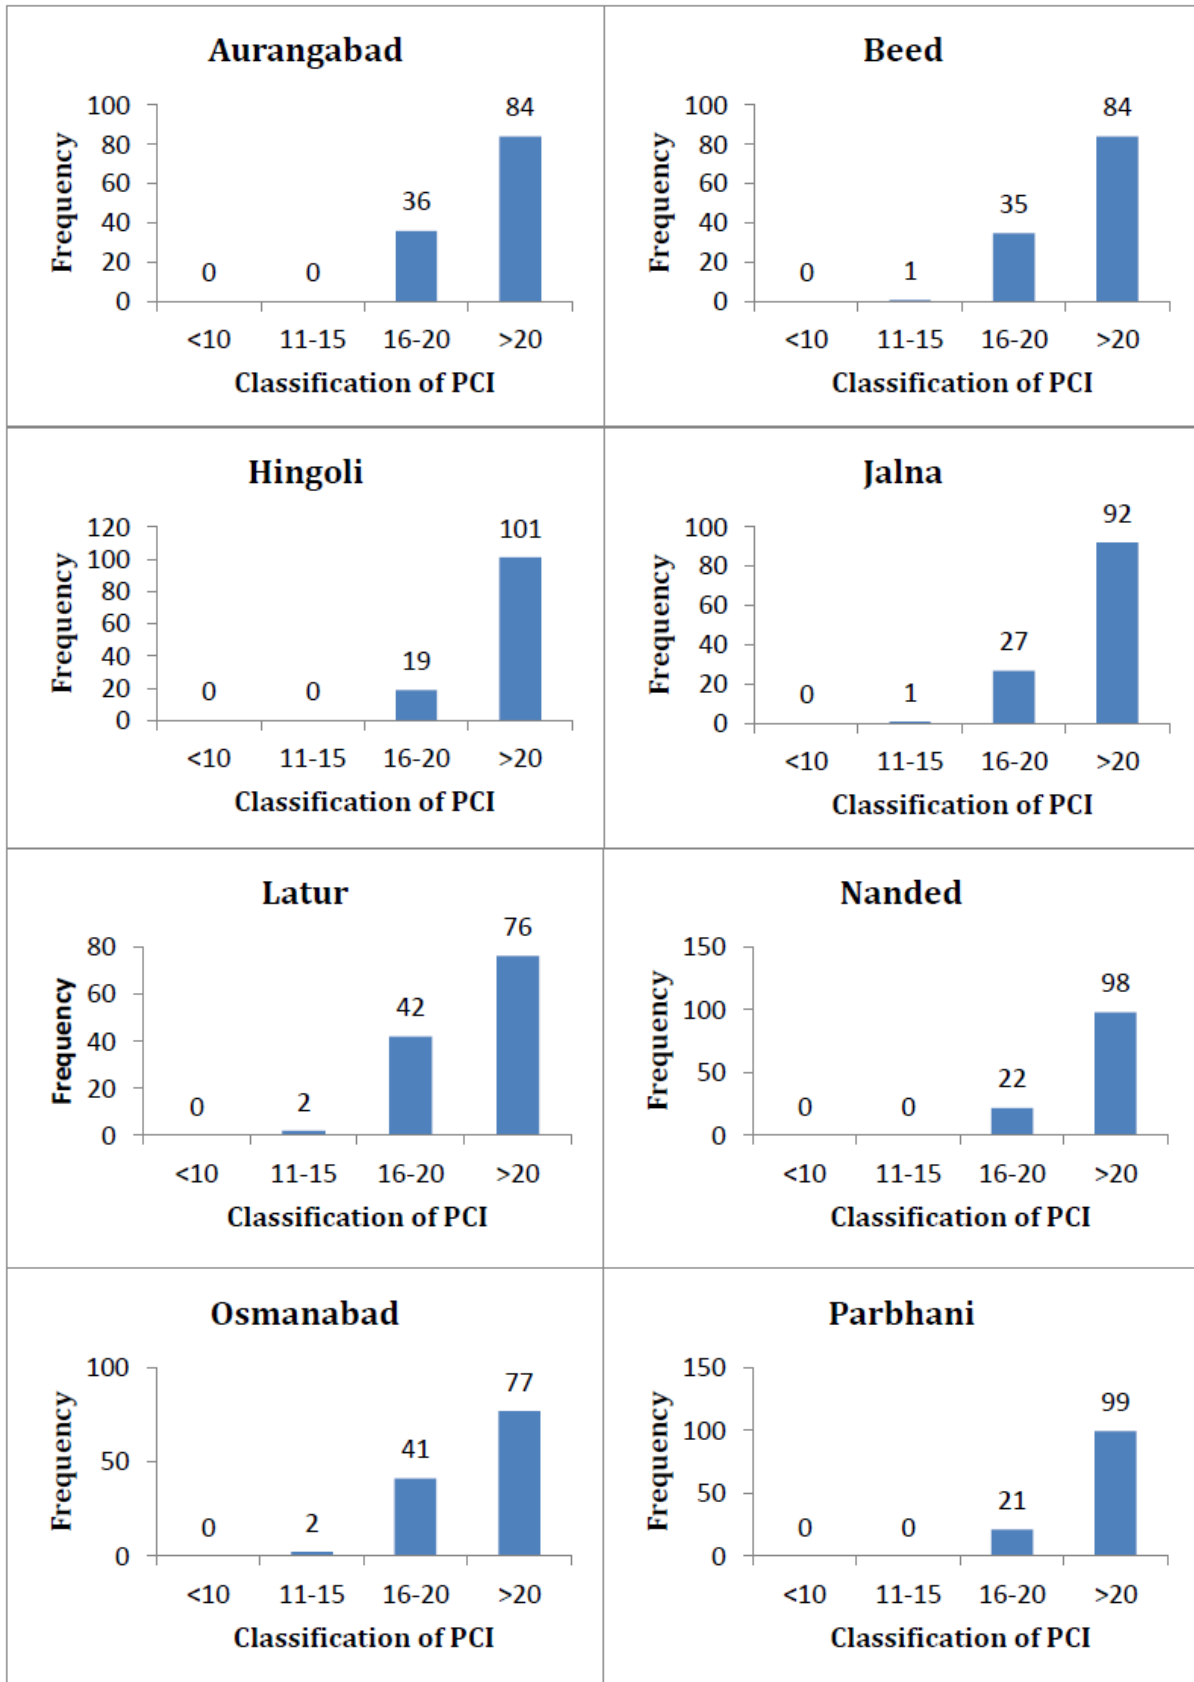 Aurangabad
Frequency
100
80
60
40
20
0
0 0 36 84
<10 11-15 16-20 >20
Classification of PCI
Beed
Frequency
100
80
60
40
20
0
0 1 35 84
<10 11-15 16-20 >20
Classification of PCI
Hingoli
Frequency
120
100
80
60
40
20
0
0 0 19 101
<10 11-15 16-20 >20
Classification of PCI
Jalna
Frequency
100
80
60
40
20
0
0 1 27 92
<10 11-15 16-20 >20
Classification of PCI
Latur
Frequency
80
60
40
20
0
0 2 42 76
<10 11-15 16-20 >20
Classification of PCI
Nanded
Frequency
150
100
50
0
0 0 22 98
<10 11-15 16-20 >20
Classification of PCI
Osmanabad
Frequency
100
50
0
0 2 41 77
<10 11-15 16-20 >20
Classification of PCI
Parbhani
Frequency
150
100
50
0
0 0 21 99
<10 11-15 16-20 >20
Classification of PCI